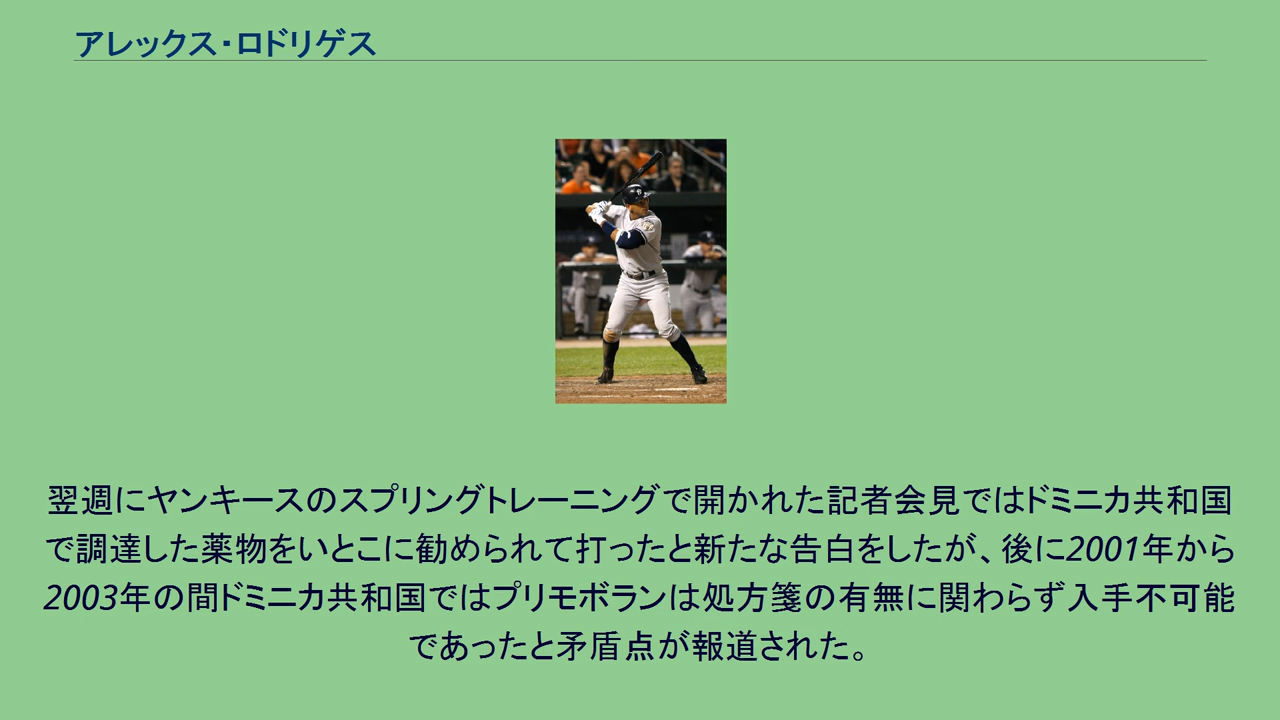 アレックス・ロドリゲス
翌週にヤンキースのスプリングトレーニングで開かれた記者会見ではドミニカ共和国
で調達した薬物をいとこに勧められて打ったと新たな告白をしたが、後に2001年から
2003年の間ドミニカ共和国ではプリモボランは処方箋の有無に関わらず入手不可能
であったと矛盾点が報道された。